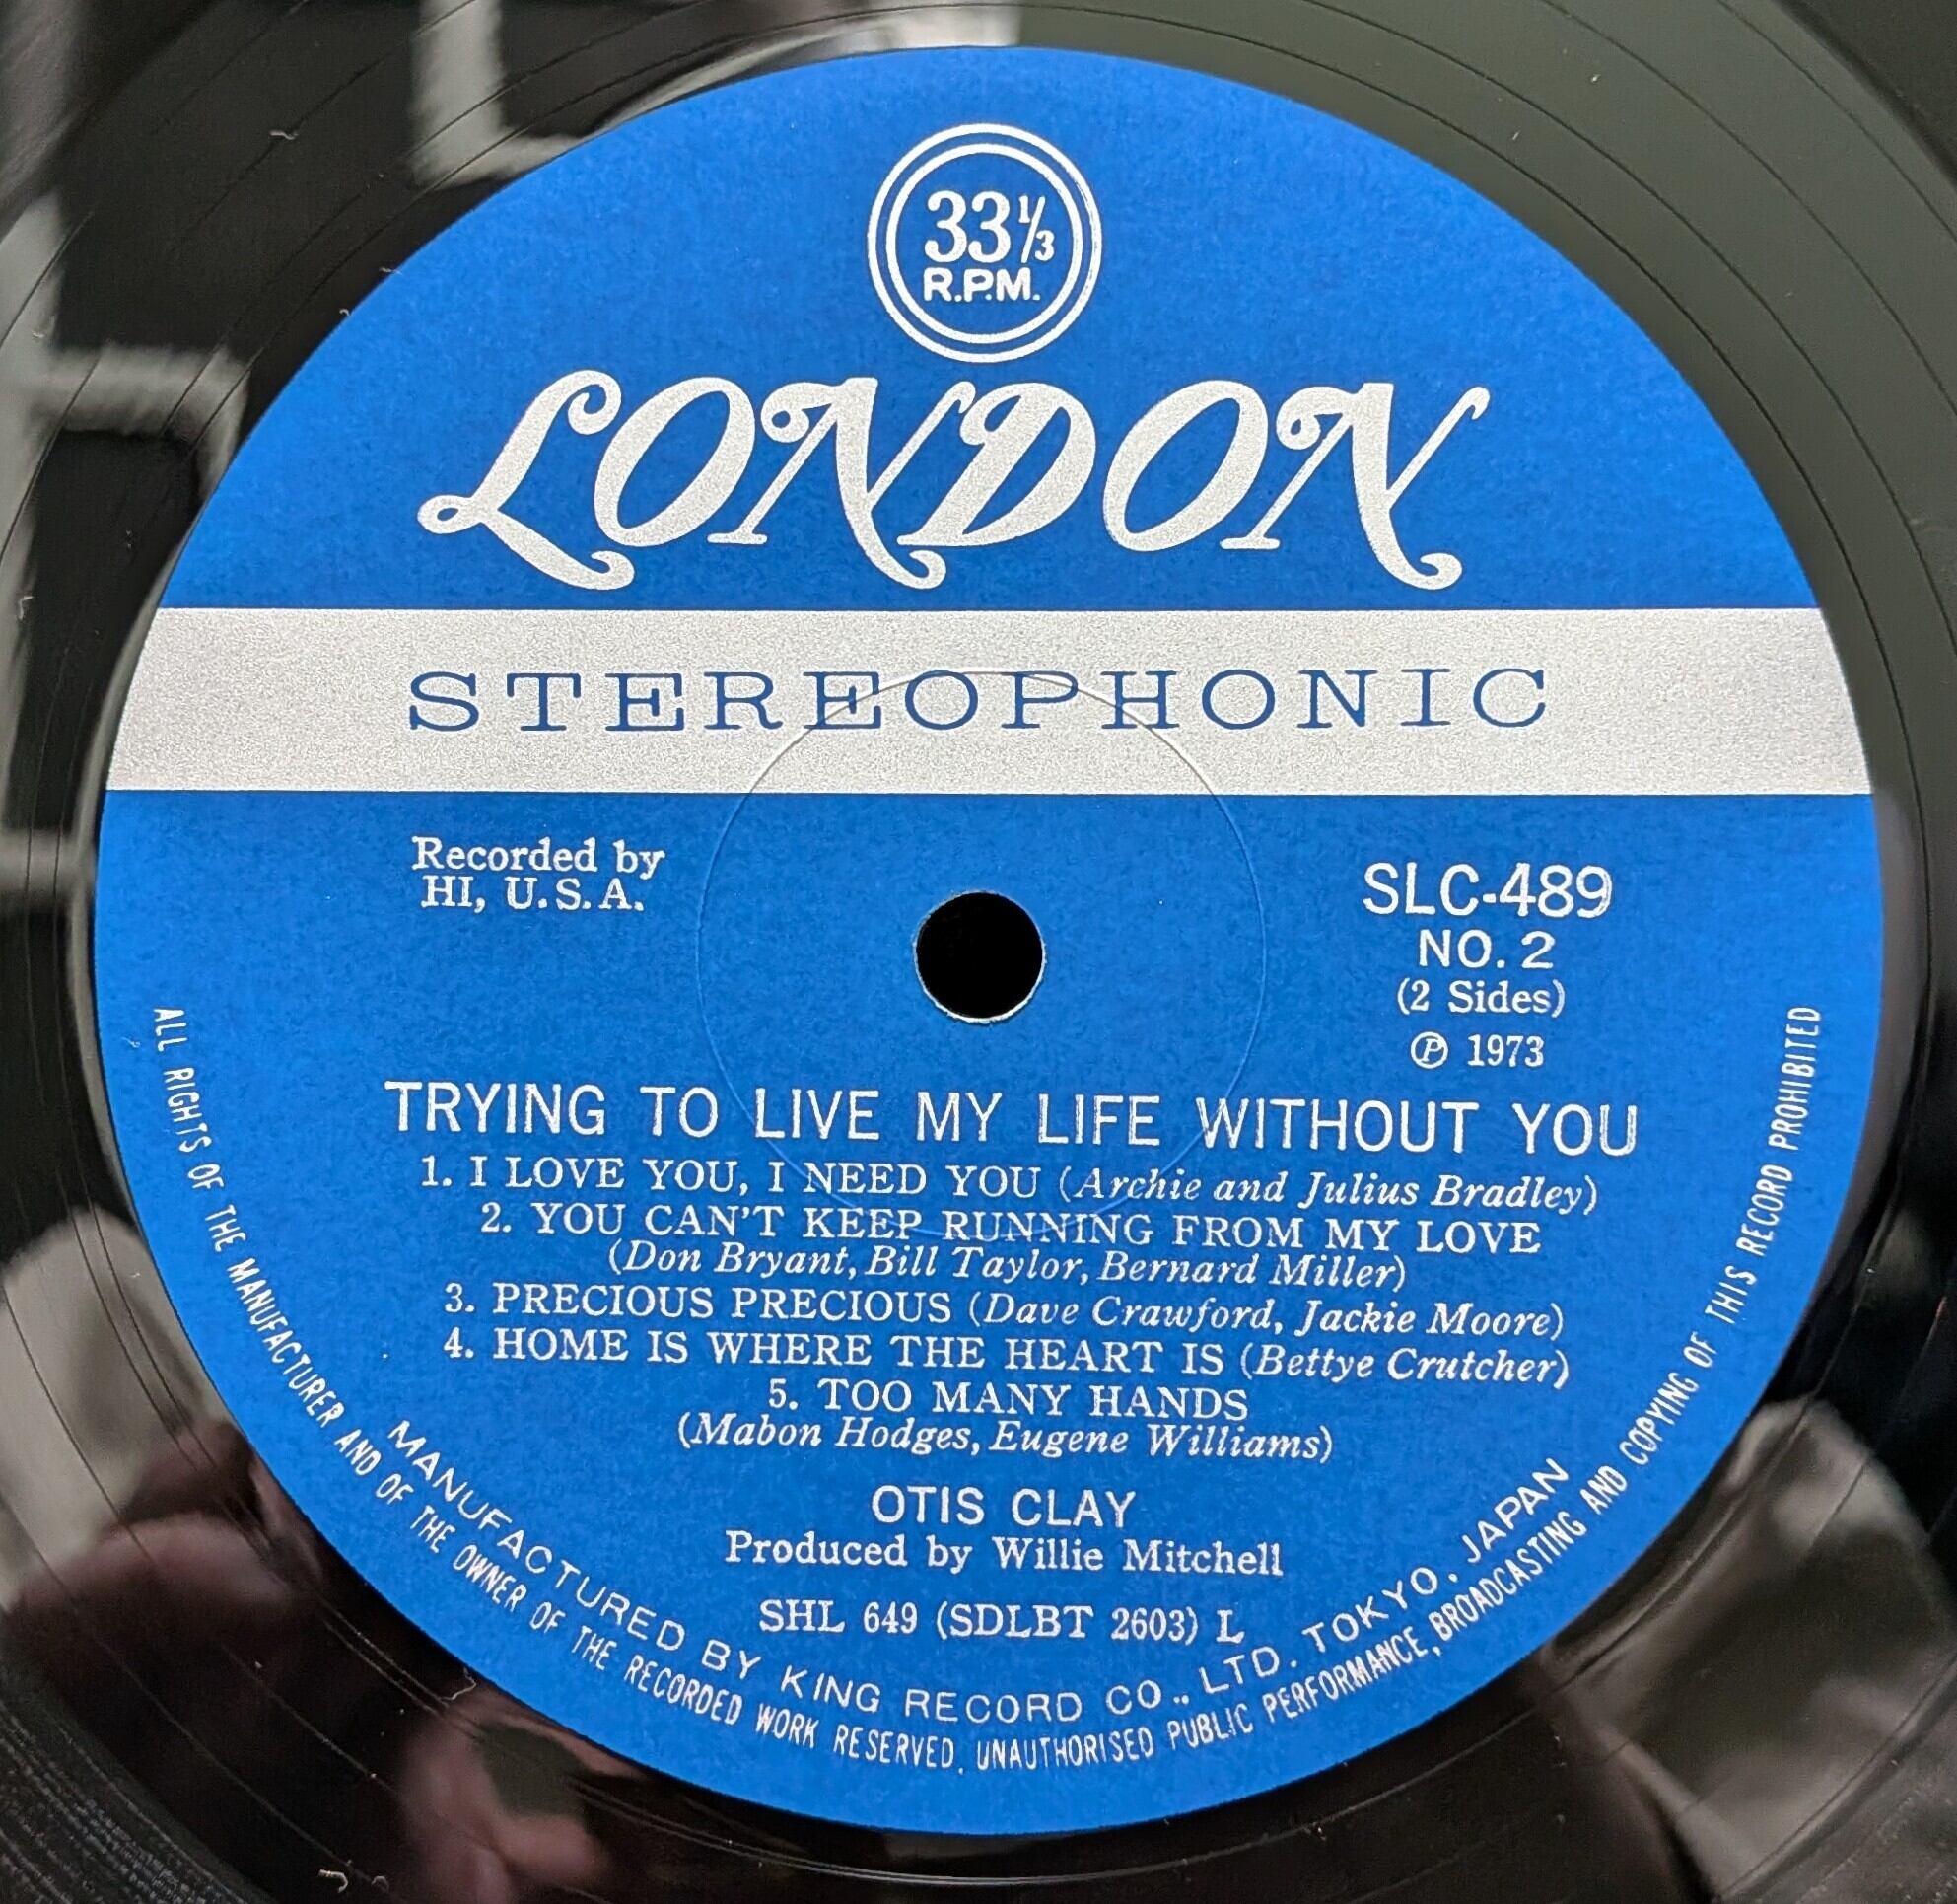 33 1/3
R.P.M.
LONDON
STEREOPHONIC
Recorded by
HI, U.S.A.
SLC-489
NO. 2
(2 Sides)
Ⓟ 1973
TRYING TO LIVE MY LIFE WITHOUT YOU
1. I LOVE YOU, I NEED YOU (Archie and Julius Bradley)
2. YOU CAN'T KEEP RUNNING FROM MY LOVE
(Don Bryant, Bill Taylor, Bernard Miller)
3. PRECIOUS PRECIOUS (Dave Crawford, Jackie Moore)
4. HOME IS WHERE THE HEART IS (Bettye Crutcher)
5. TOO MANY HANDS
(Mabon Hodges, Eugene Williams)
OTIS CLAY
Produced by Willie Mitchell
SHL 649 (SDLBT 2603) L
MANUFACTURED BY KING RECORD CO., LTD. TOKYO, JAPAN
ALL RIGHTS OF THE MANUFACTURER AND OF THE OWNER OF THE RECORDED WORK RESERVED. UNAUTHORISED PUBLIC PERFORMANCE, BROADCASTING AND COPYING OF THIS RECORD PROHIBITED